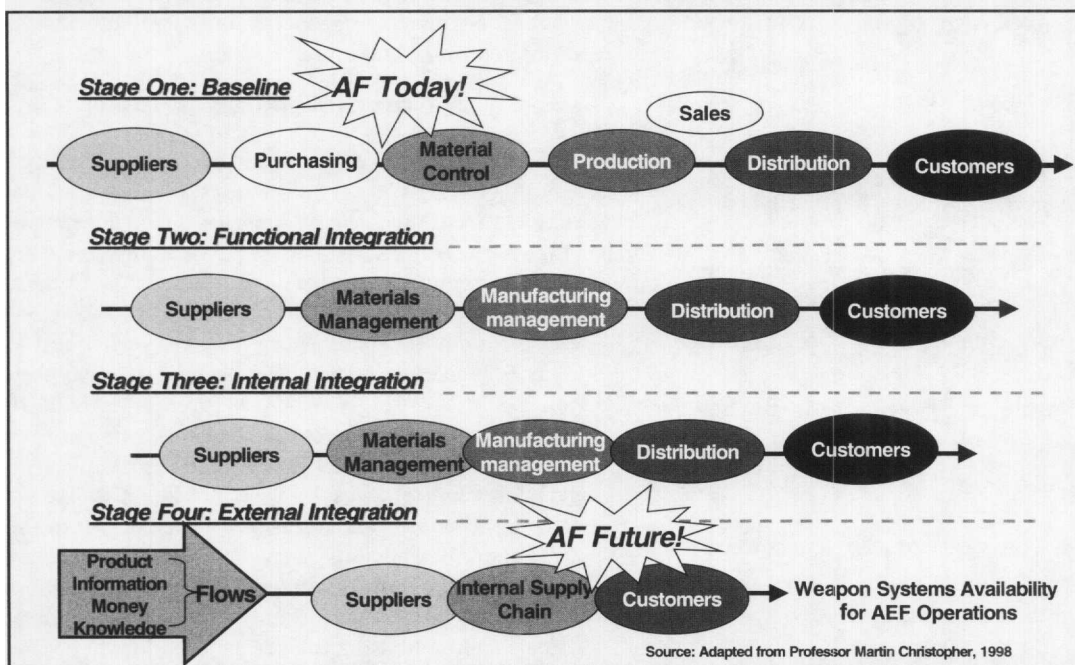 Stage One: Baseline
AF Today!
Sales
Suppliers
Purchasing
Material
Control
Production
Distribution
Customers
Stage Two: Functional Integration
Suppliers
Materials
Management
Manufacturing
management
Distribution
Customers
Stage Three: Internal Integration
Suppliers
Materials
Management
Manufacturing
management
Distribution
Customers
Stage Four: External Integration
AF Future!
Product
Information
Money
Knowledge
Flows
Suppliers
Internal Supply
Chain
Customers
Weapon Systems Availability
for AEF Operations
Source: Adapted from Professor Martin Christopher, 1998